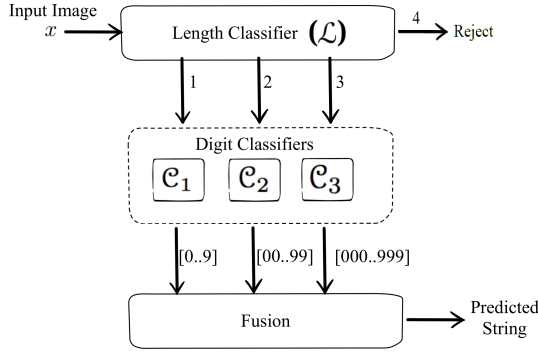 Input Image
x
Length Classifier (ℒ)
4
Reject
1
2
3
Digit Classifiers
𝒞₁
𝒞₂
𝒞₃
[0..9]
[00..99]
[000..999]
Fusion
Predicted
String